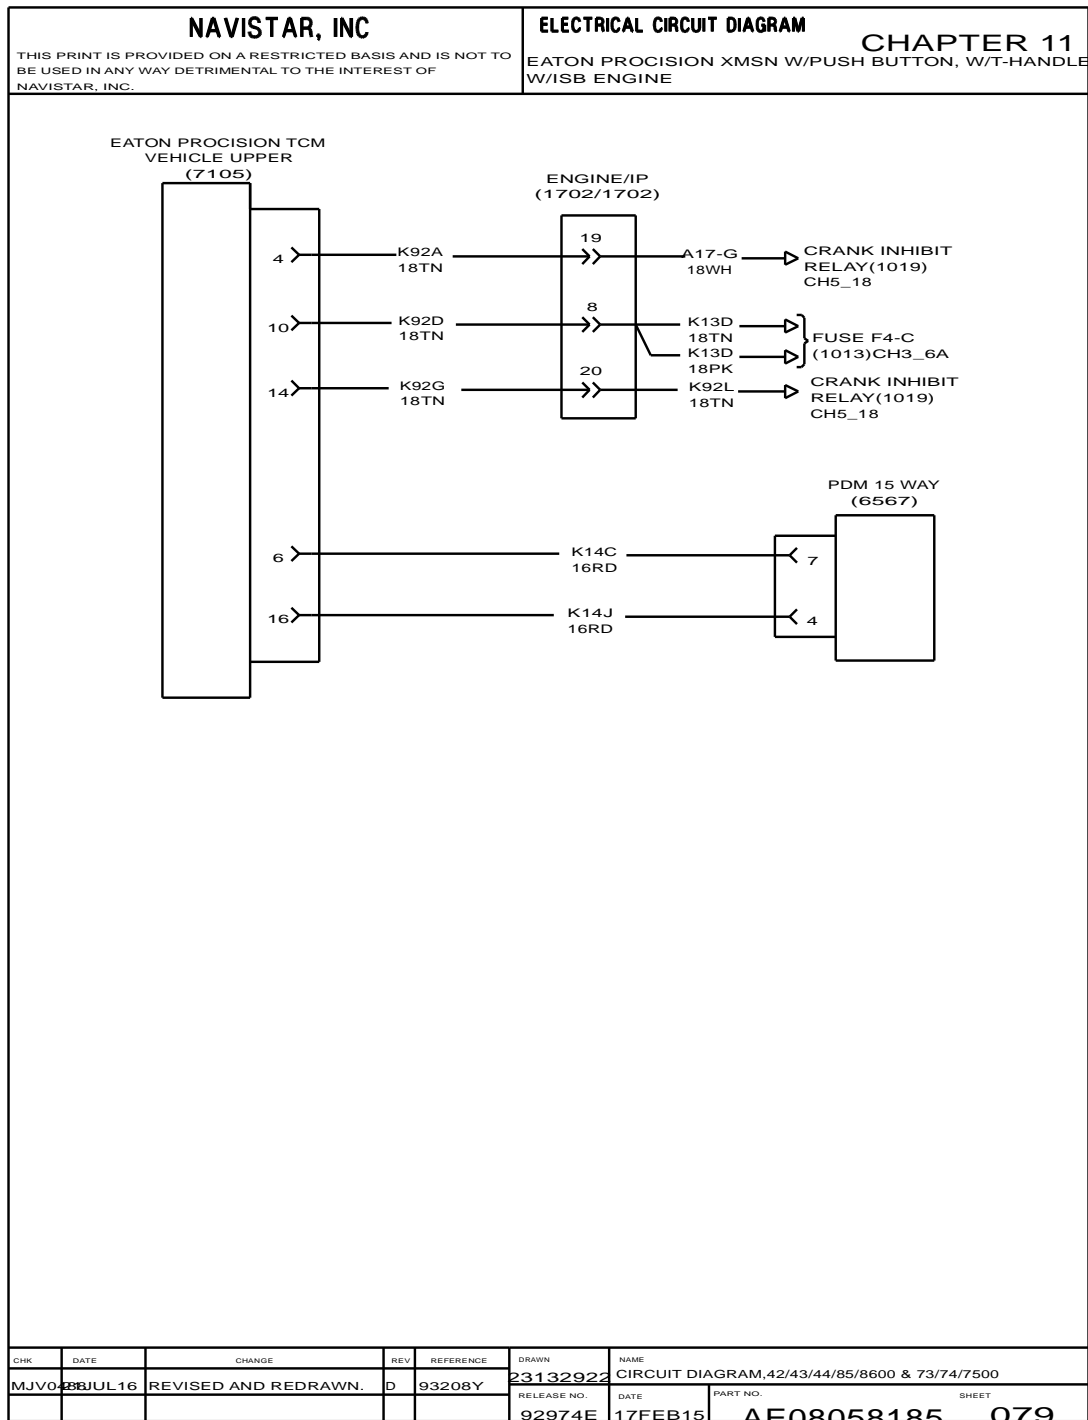 NAVISTAR, INC
THIS PRINT IS PROVIDED ON A RESTRICTED BASIS AND IS NOT TO
BE USED IN ANY WAY DETRIMENTAL TO THE INTEREST OF
NAVISTAR, INC.
ELECTRICAL CIRCUIT DIAGRAM
CHAPTER 11
EATON PROCISION XMSN W/PUSH BUTTON, W/T-HANDLE
W/ISB ENGINE
EATON PROCISION TCM
VEHICLE UPPER
(7105)
ENGINE/IP
(1702/1702)
4
K92A
18TN
19
A17-G
18WH
CRANK INHIBIT
RELAY(1019)
CH5_18
10
K92D
18TN
8
K13D
18TN
K13D
18PK
FUSE F4-C
(1013)CH3_6A
14
K92G
18TN
20
K92L
18TN
CRANK INHIBIT
RELAY(1019)
CH5_18
PDM 15 WAY
(6567)
6
K14C
16RD
7
16
K14J
16RD
4
CHK
DATE
CHANGE
REV
REFERENCE
JUL16
REVISED AND REDRAWN.
D
93208Y
DRAWN
23132922
NAME
CIRCUIT DIAGRAM,42/43/44/85/8600 & 73/74/7500
RELEASE NO.
92974E
DATE
17FEB15
PART NO.
AE08058185
SHEET
079